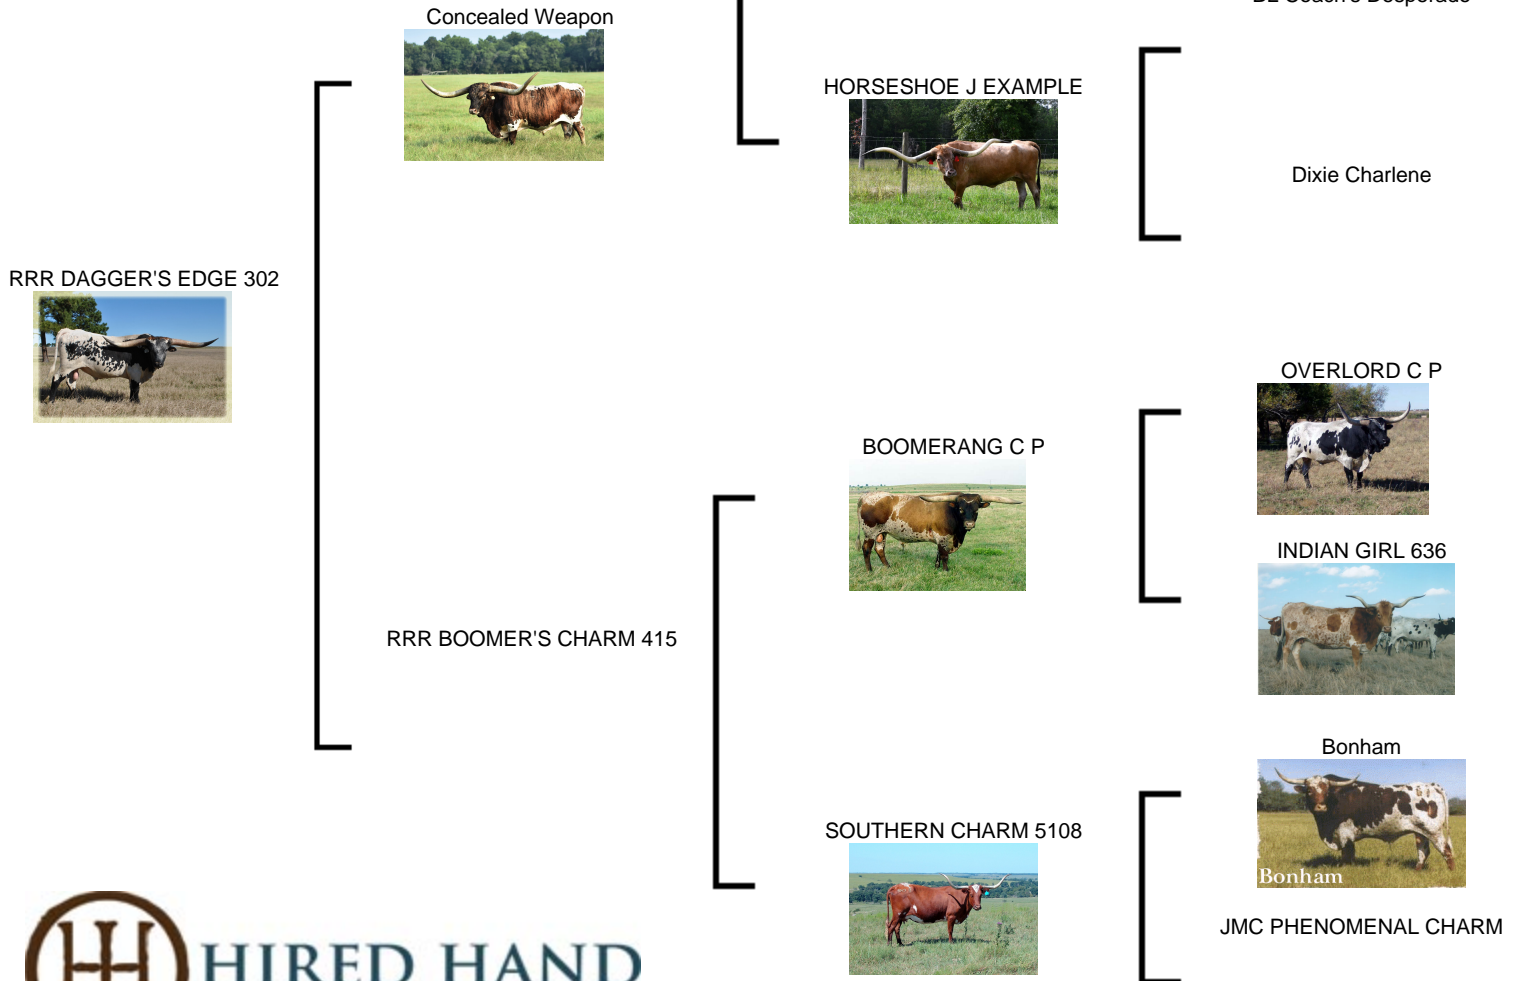 Concealed Weapon
HORSESHOE J EXAMPLE
Dixie Charlene
RRR DAGGER'S EDGE 302
OVERLORD C P
BOOMERANG C P
INDIAN GIRL 636
RRR BOOMER'S CHARM 415
Bonham
Bonham
SOUTHERN CHARM 5108
JMC PHENOMENAL CHARM
HIRED HAND